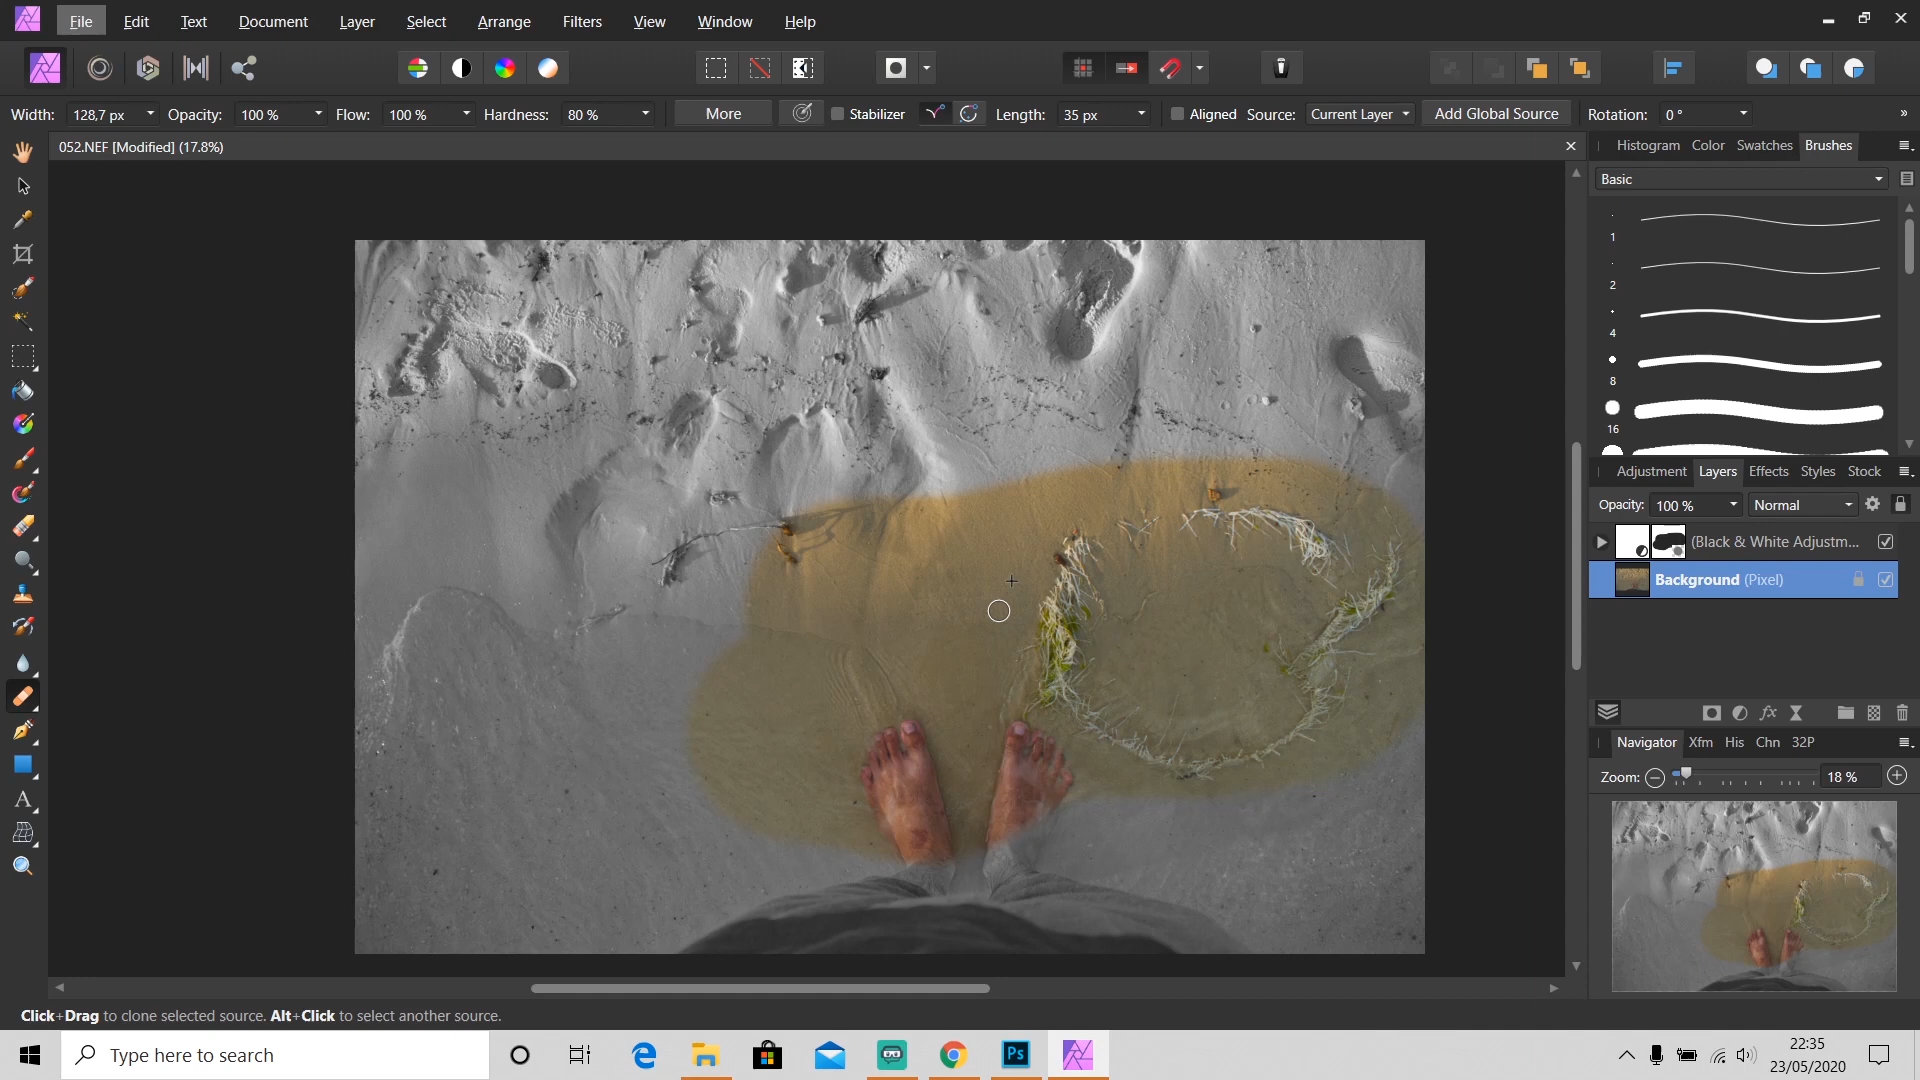 File Edit Text Document Layer Select Arrange Filters View Window Help
Width: 128,7 px Opacity: 100 % Flow: 100 % Hardness: 80 % More Stabilizer Length: 35 px Aligned Source: Current Layer Add Global Source Rotation: 0 ° »
052.NEF [Modified] (17.8%)
Histogram Color Swatches Brushes
Basic
1
2
4
8
16
Adjustment Layers Effects Styles Stock
Opacity: 100 % Normal
(Black & White Adjustm...
Background (Pixel)
fx
Navigator Xfm His Chn 32P
Zoom: 18 %
Click+Drag to clone selected source. Alt+Click to select another source.
Type here to search
Ps
22:35
23/05/2020